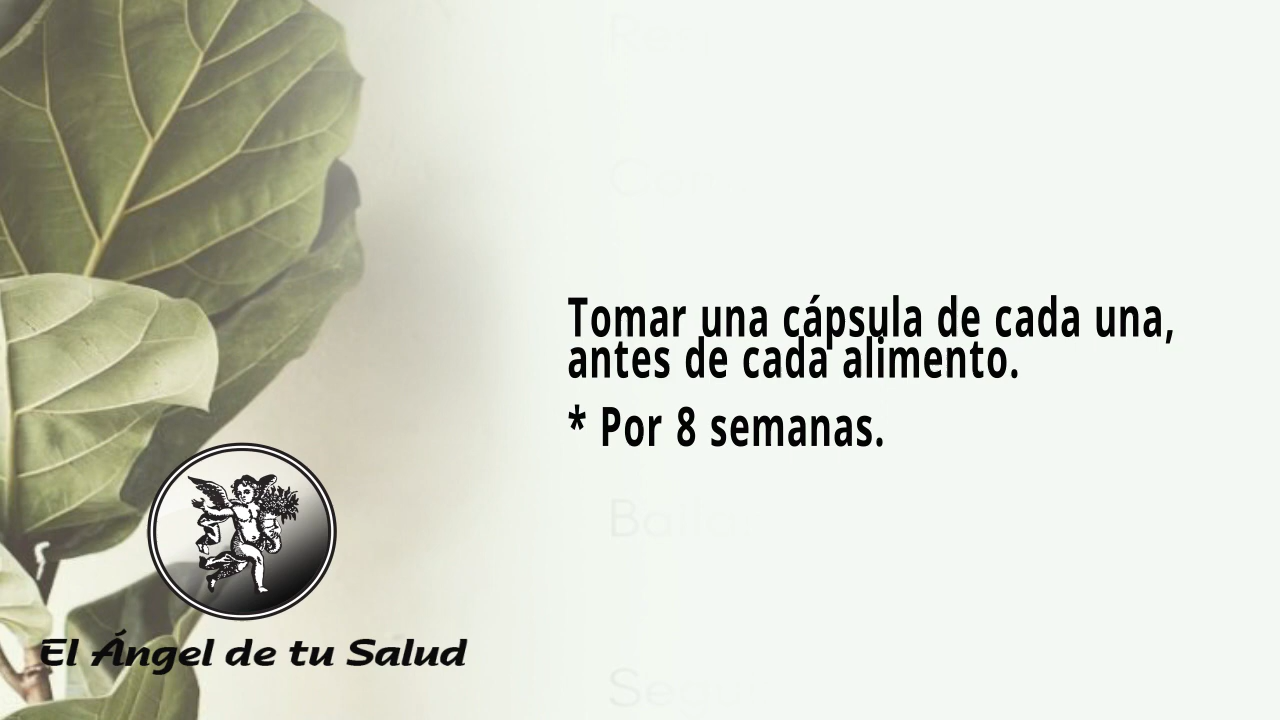 Tomar una cápsula de cada una,
antes de cada alimento.
* Por 8 semanas.
El Ángel de tu Salud